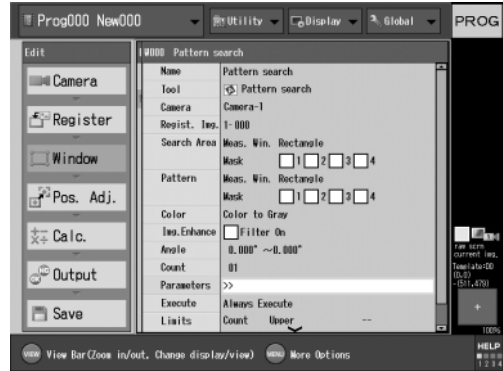 Prog000 New000 Utility Display Global PROG
Edit
Camera
Register
Window
Pos. Adj.
Calc.
Output
Save
W000 Pattern search
Name Pattern search
Tool Pattern search
Camera Camera-1
Regist. Img. 1-000
Search Area Meas. Win. Rectangle
Mask 1 2 3 4
Pattern Meas. Win. Rectangle
Mask 1 2 3 4
Color Color to Gray
Img.Enhance Filter On
Angle 0.000° ~0.000°
Count 01
Parameters >>
Execute Always Execute
Limits Count Upper --
raw scrn
current img.
Template:00
(0,0)
-(511,479)
100%
VIEW View Bar(Zoom in/out, Change display/view) MENU More Options
HELP
1 2 3 4